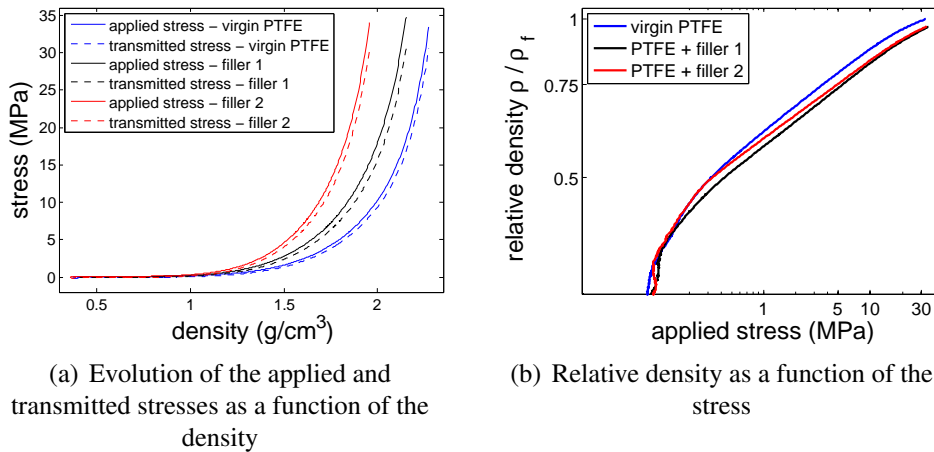 applied stress – virgin PTFE
transmitted stress – virgin PTFE
applied stress – filler 1
transmitted stress – filler 1
applied stress – filler 2
transmitted stress – filler 2
35
30
25
20
15
10
5
0
stress (MPa)
0.5
1
1.5
2
density (g/cm³)
(a) Evolution of the applied and
transmitted stresses as a function of the
density
virgin PTFE
PTFE + filler 1
PTFE + filler 2
1
0.75
0.5
relative density ρ / ρ_f
1
5
10
30
applied stress (MPa)
(b) Relative density as a function of the
stress